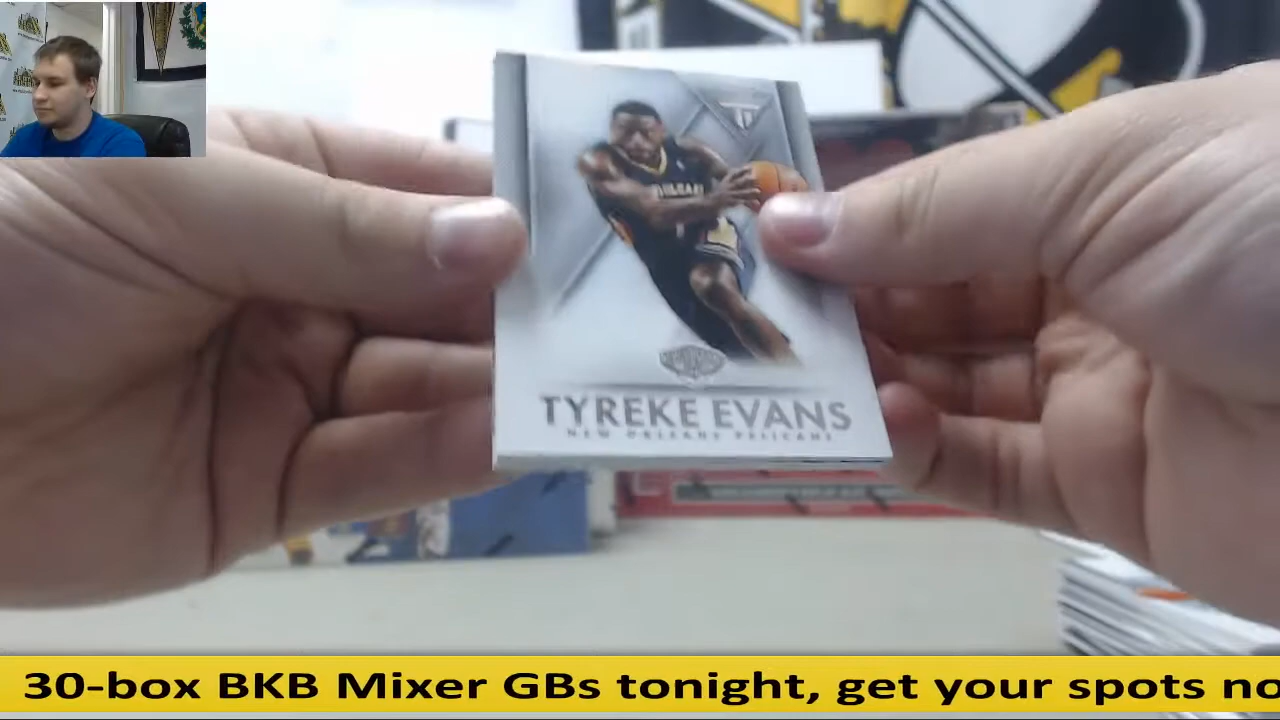 TYREKE EVANS
NEW ORLEANS PELICANS
30-box BKB Mixer GBs tonight, get your spots no